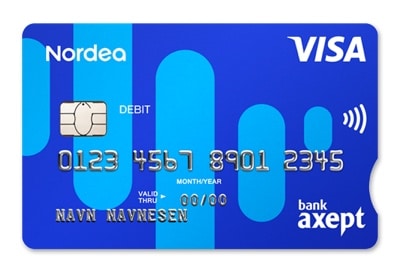 Nordea
VISA
DEBIT
0123 4567 8901 2345
MONTH/YEAR
VALID THRU 00/00
NAVN NAVNESEN
bank
axept